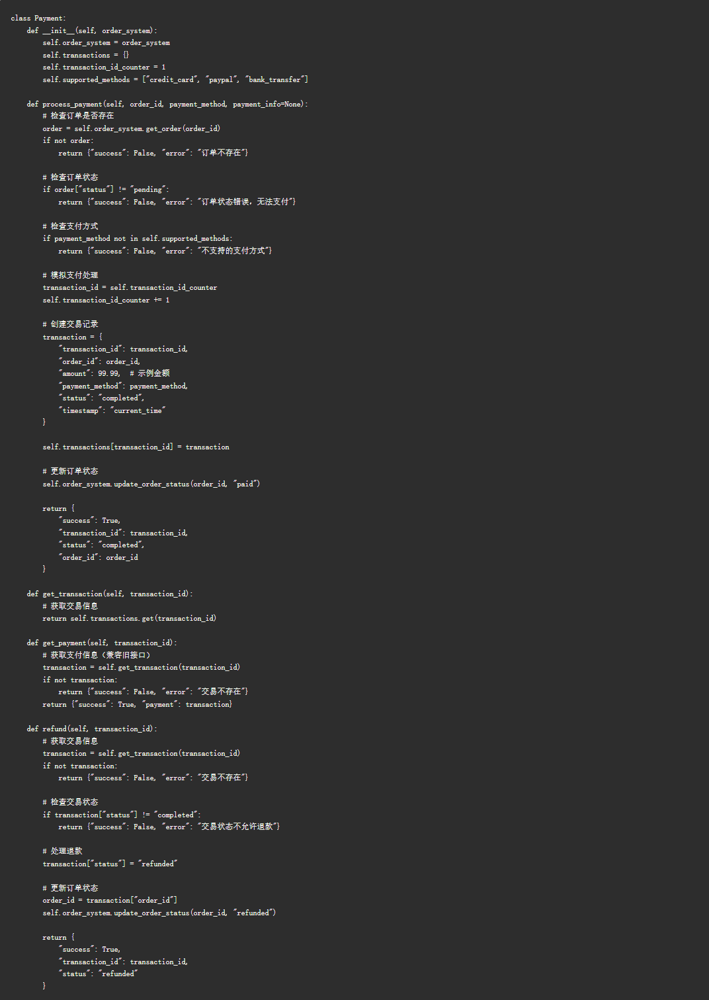 class Payment:
    def __init__(self, order_system):
        self.order_system = order_system
        self.transactions = {}
        self.transaction_id_counter = 1
        self.supported_methods = ["credit_card", "paypal", "bank_transfer"]

    def process_payment(self, order_id, payment_method, payment_info=None):
        # 检查订单是否存在
        order = self.order_system.get_order(order_id)
        if not order:
            return {"success": False, "error": "订单不存在"}

        # 检查订单状态
        if order["status"] != "pending":
            return {"success": False, "error": "订单状态错误，无法支付"}

        # 检查支付方式
        if payment_method not in self.supported_methods:
            return {"success": False, "error": "不支持的支付方式"}

        # 模拟支付处理
        transaction_id = self.transaction_id_counter
        self.transaction_id_counter += 1

        # 创建交易记录
        transaction = {
            "transaction_id": transaction_id,
            "order_id": order_id,
            "amount": 99.99,  # 示例金额
            "payment_method": payment_method,
            "status": "completed",
            "timestamp": "current_time"
        }

        self.transactions[transaction_id] = transaction

        # 更新订单状态
        self.order_system.update_order_status(order_id, "paid")

        return {
            "success": True,
            "transaction_id": transaction_id,
            "status": "completed",
            "order_id": order_id
        }

    def get_transaction(self, transaction_id):
        # 获取交易信息
        return self.transactions.get(transaction_id)

    def get_payment(self, transaction_id):
        # 获取支付信息（兼容旧接口）
        transaction = self.get_transaction(transaction_id)
        if not transaction:
            return {"success": False, "error": "交易不存在"}
        return {"success": True, "payment": transaction}

    def refund(self, transaction_id):
        # 获取交易信息
        transaction = self.get_transaction(transaction_id)
        if not transaction:
            return {"success": False, "error": "交易不存在"}

        # 检查交易状态
        if transaction["status"] != "completed":
            return {"success": False, "error": "交易状态不允许退款"}

        # 处理退款
        transaction["status"] = "refunded"

        # 更新订单状态
        order_id = transaction["order_id"]
        self.order_system.update_order_status(order_id, "refunded")

        return {
            "success": True,
            "transaction_id": transaction_id,
            "status": "refunded"
        }